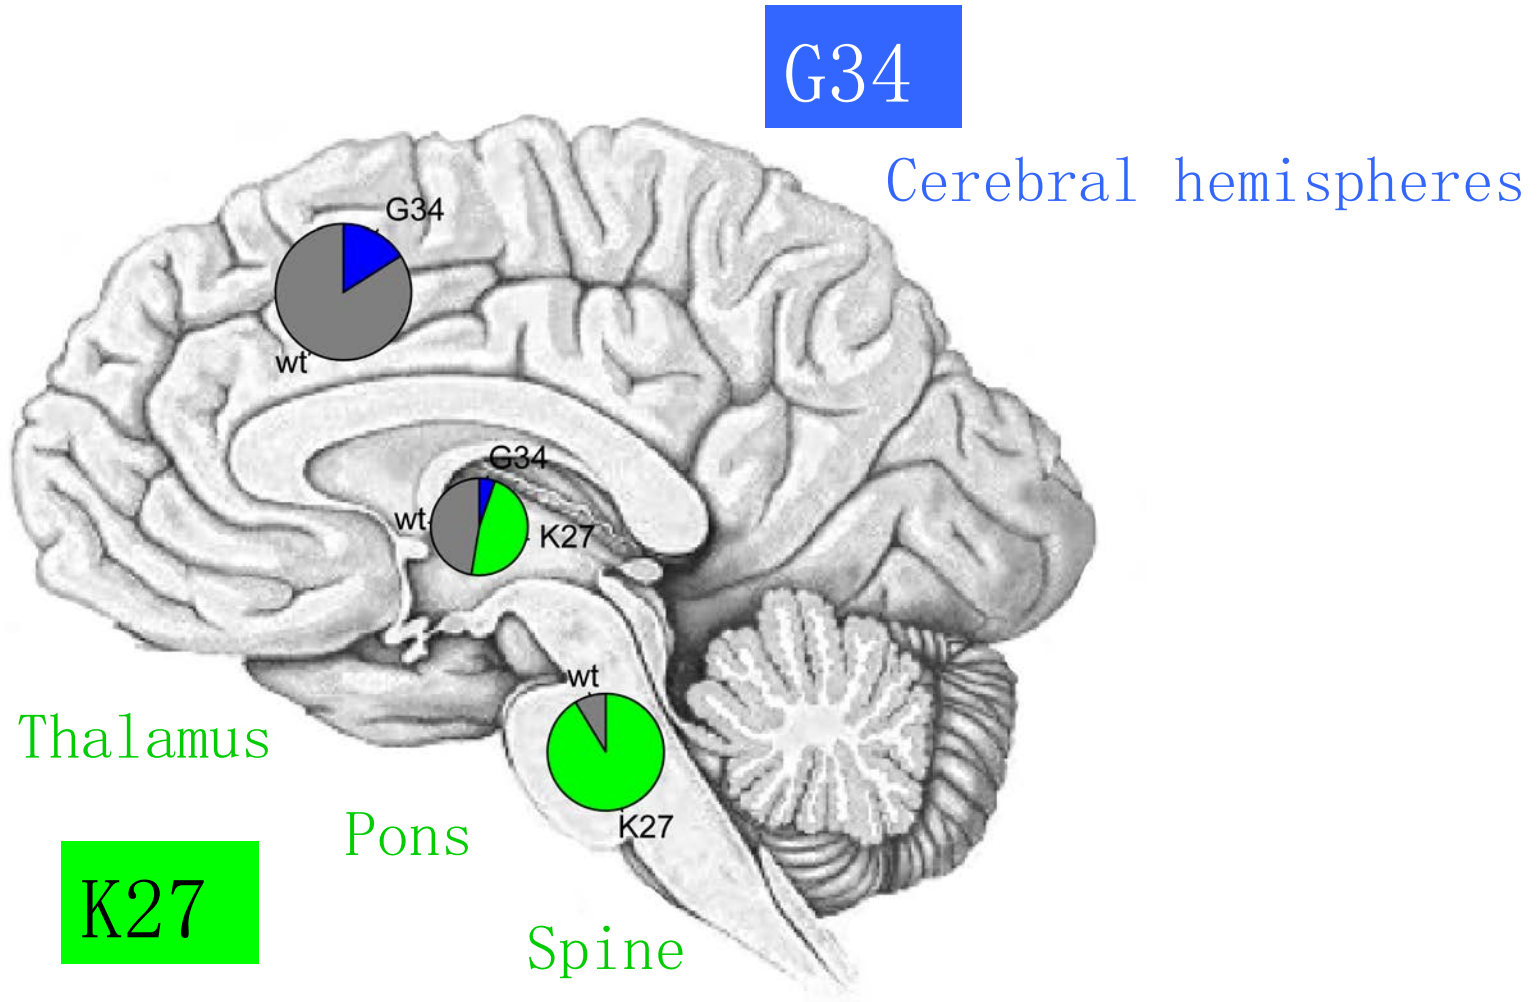 G34
Cerebral hemispheres
G34
wt
G34
wt
K27
wt
K27
Thalamus
Pons
K27
Spine